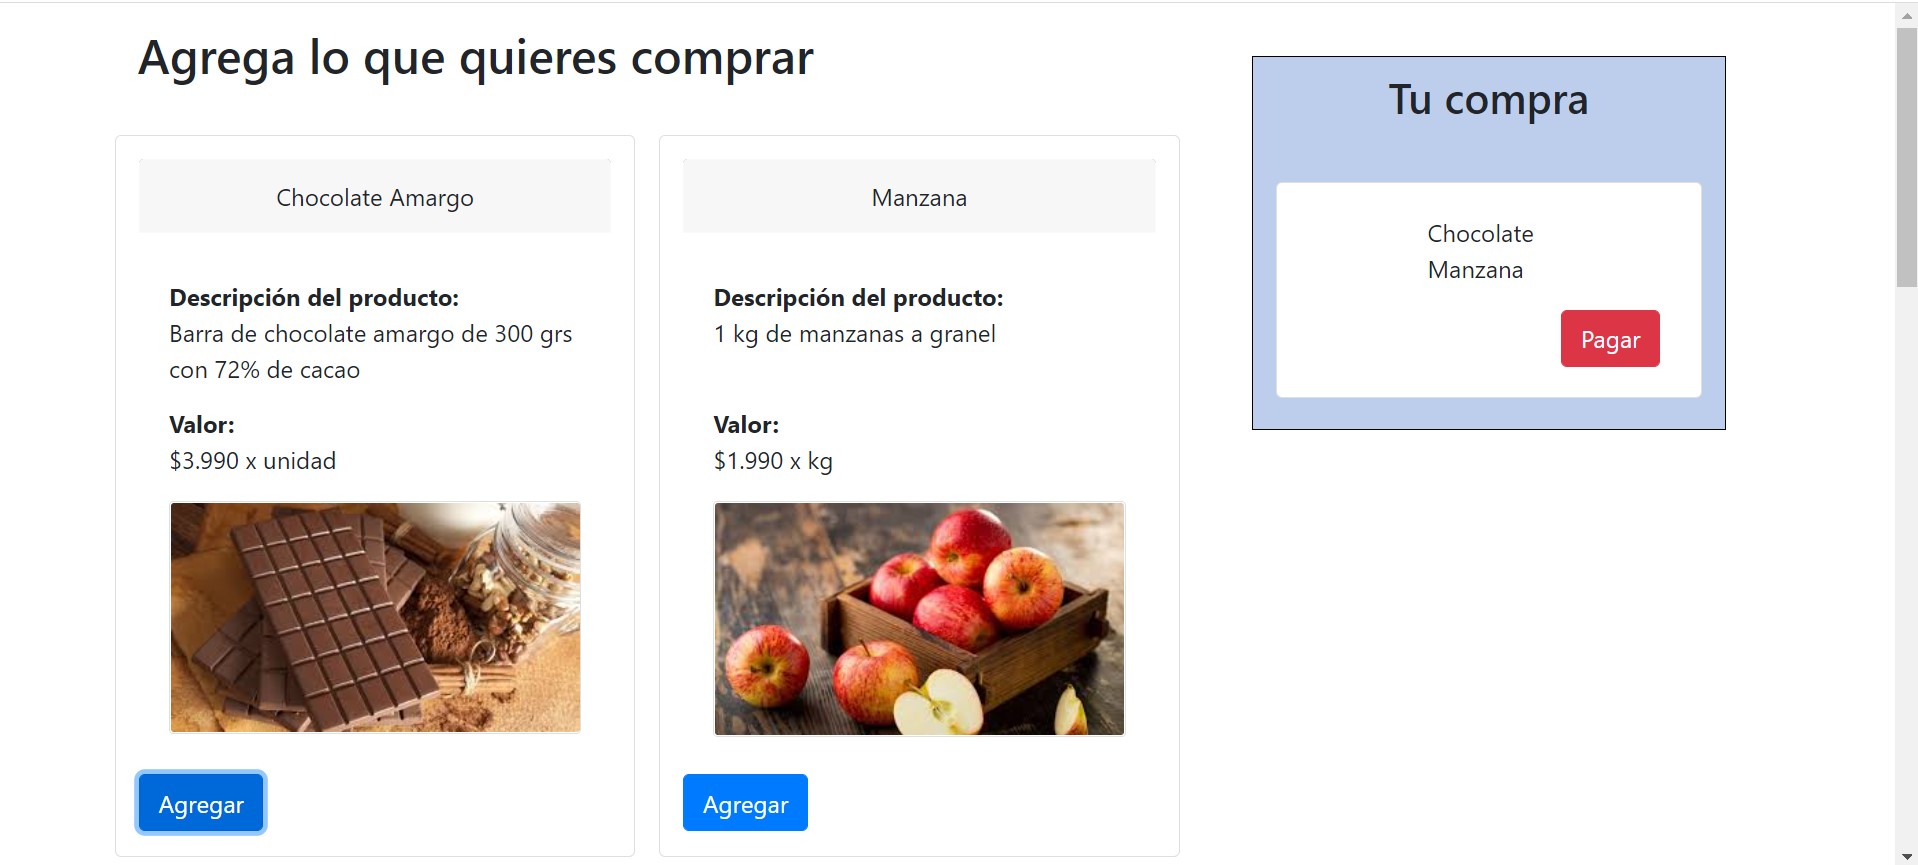 Agrega lo que quieres comprar
Chocolate Amargo
Descripción del producto:
Barra de chocolate amargo de 300 grs
con 72% de cacao
Valor:
$3.990 x unidad
Agregar
Manzana
Descripción del producto:
1 kg de manzanas a granel
Valor:
$1.990 x kg
Agregar
Tu compra
Chocolate
Manzana
Pagar